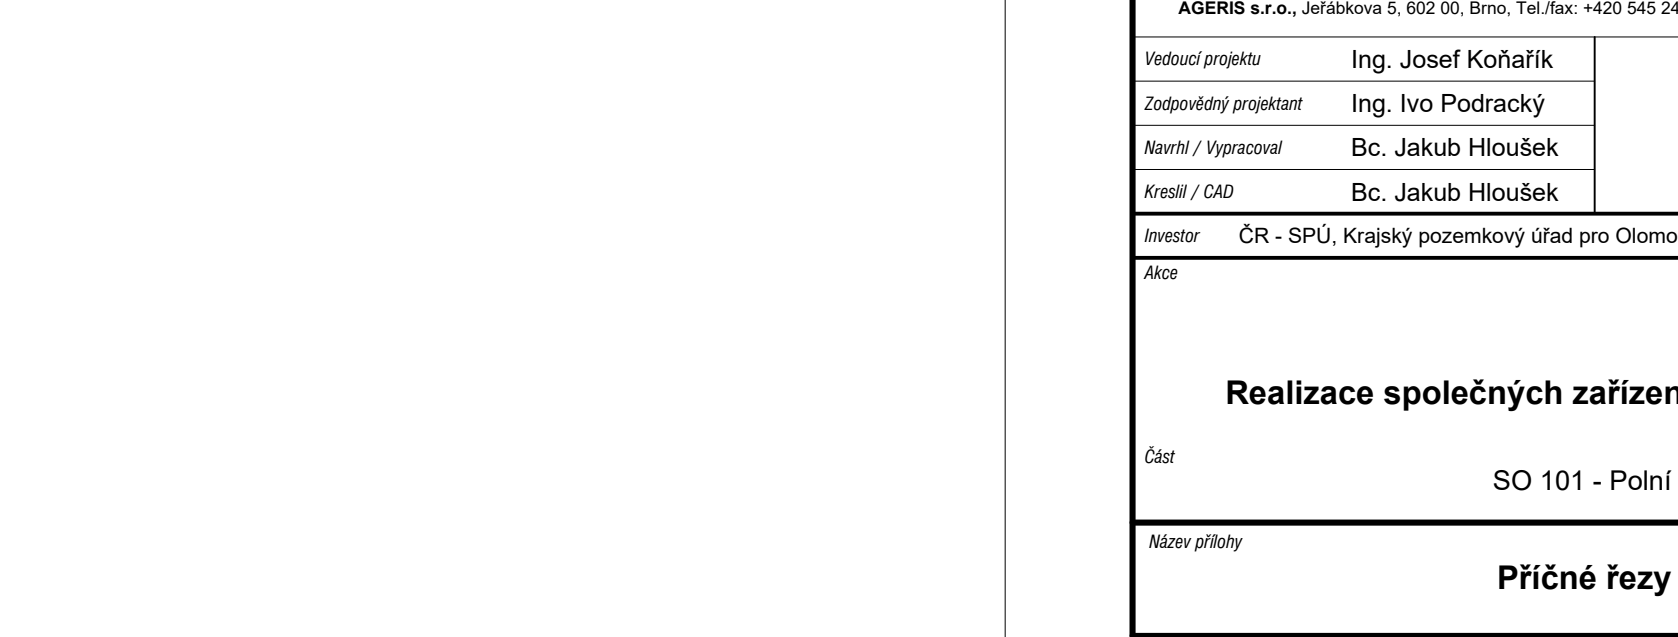 AGERIS s.r.o., Jeřábkova 5, 602 00, Brno, Tel./fax: +420 545 24
Vedoucí projektu Ing. Josef Koňařík
Zodpovědný projektant Ing. Ivo Podracký
Navrhl / Vypracoval Bc. Jakub Hloušek
Kreslil / CAD Bc. Jakub Hloušek
Investor ČR - SPÚ, Krajský pozemkový úřad pro Olomo
Akce
Realizace společných zařízen
Část
SO 101 - Polní
Název přílohy
Příčné řezy